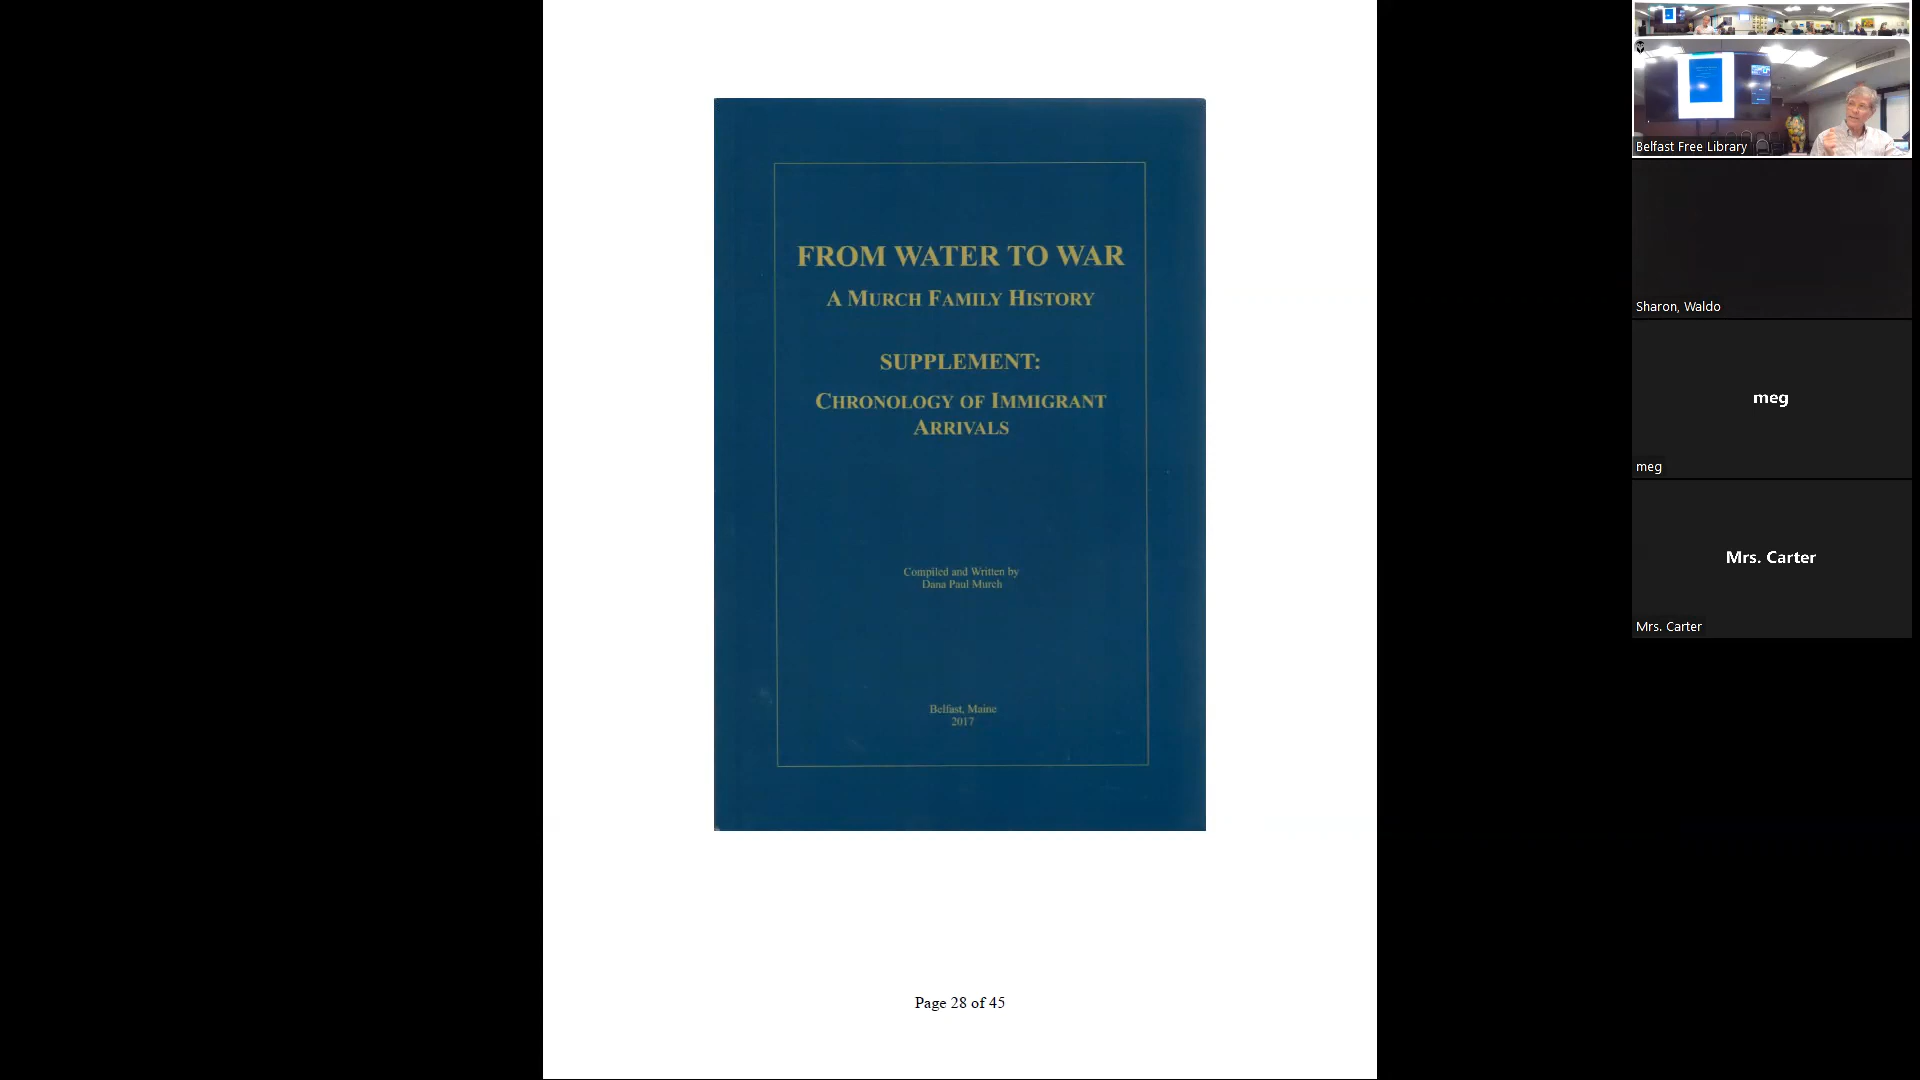 FROM WATER TO WAR
A MURCH FAMILY HISTORY
SUPPLEMENT:
CHRONOLOGY OF IMMIGRANT
ARRIVALS
Compiled and Written by
Dana Paul Murch
Belfast, Maine
2017
Page 28 of 45
Belfast Free Library
Sharon, Waldo
meg
meg
Mrs. Carter
Mrs. Carter